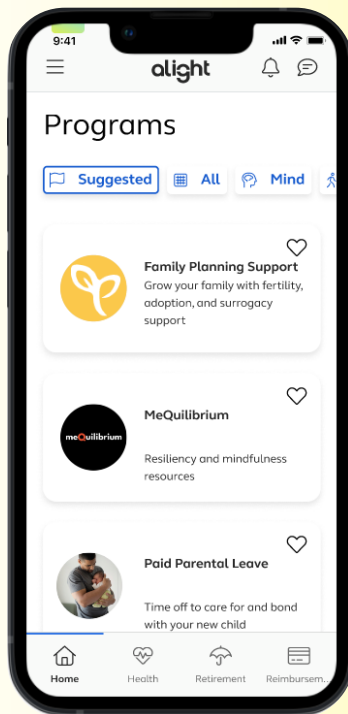 9:41
alight
Programs
Suggested
All
Mind
Family Planning Support
Grow your family with fertility,
adoption, and surrogacy
support
meQuilibrium
MeQuilibrium
Resiliency and mindfulness
resources
Paid Parental Leave
Time off to care for and bond
with your new child
Home
Health
Retirement
Reimbursem...